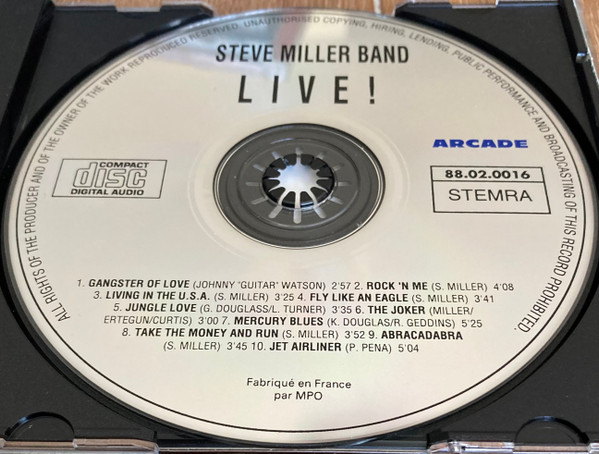 ALL RIGHTS OF THE PRODUCER AND OF THE OWNER OF THE WORK REPRODUCED RESERVED. UNAUTHORISED COPYING, HIRING, LENDING, PUBLIC PERFORMANCE AND BROADCASTING OF THIS RECORD PROHIBITED.
STEVE MILLER BAND
LIVE!
COMPACT
disc
DIGITAL AUDIO
ARCADE
88.02.0016
STEMRA
1. GANGSTER OF LOVE (JOHNNY "GUITAR" WATSON) 2'57 2. ROCK 'N ME (S. MILLER) 4'08
3. LIVING IN THE U.S.A. (S. MILLER) 3'25 4. FLY LIKE AN EAGLE (S. MILLER) 3'41
5. JUNGLE LOVE (G. DOUGLASS/L. TURNER) 3'35 6. THE JOKER (MILLER/
ERTEGUN/CURTIS) 3'00 7. MERCURY BLUES (K. DOUGLAS/R. GEDDINS) 5'25
8. TAKE THE MONEY AND RUN (S. MILLER) 3'52 9. ABRACADABRA
(S. MILLER) 3'45 10. JET AIRLINER (P. PENA) 5'04
Fabriqué en France
par MPO